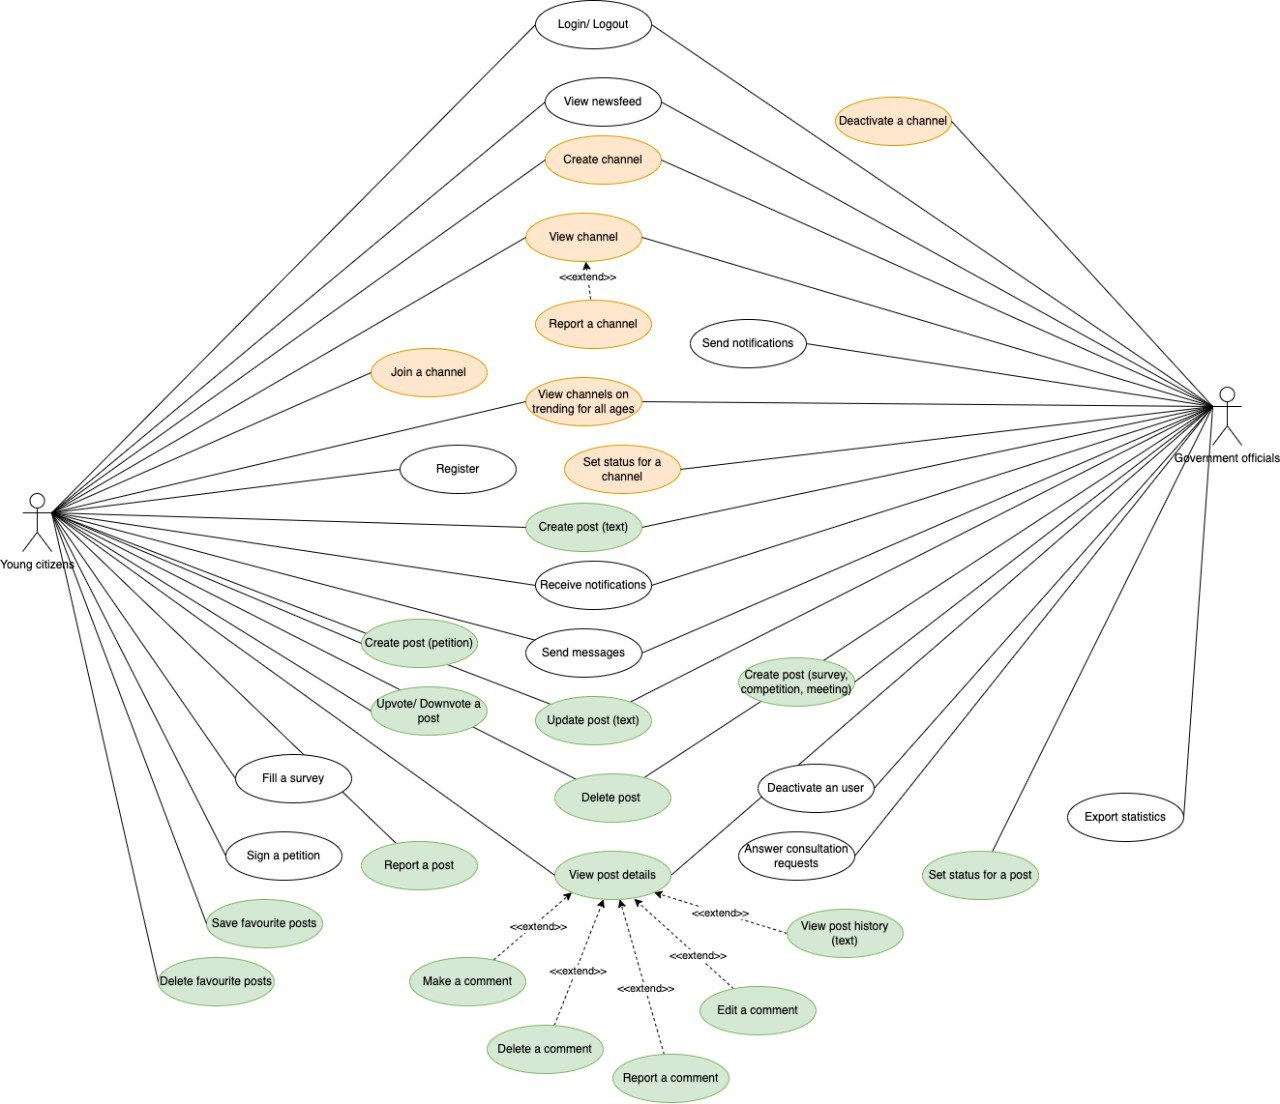 Login/ Logout
View newsfeed
Deactivate a channel
Create channel
View channel
<<extend>>
Report a channel
Send notifications
Join a channel
View channels on
trending for all ages
Government officials
Register
Set status for a
channel
Create post (text)
Young citizens
Receive notifications
Create post (petition)
Send messages
Create post (survey,
competition, meeting)
Upvote/ Downvote a
post
Update post (text)
Fill a survey
Deactivate an user
Delete post
Export statistics
Sign a petition
Answer consultation
requests
Report a post
View post details
Set status for a post
Save favourite posts
<<extend>>
<<extend>>
View post history
(text)
<<extend>>
<<extend>>
Delete favourite posts
Make a comment
<<extend>>
Edit a comment
Delete a comment
Report a comment